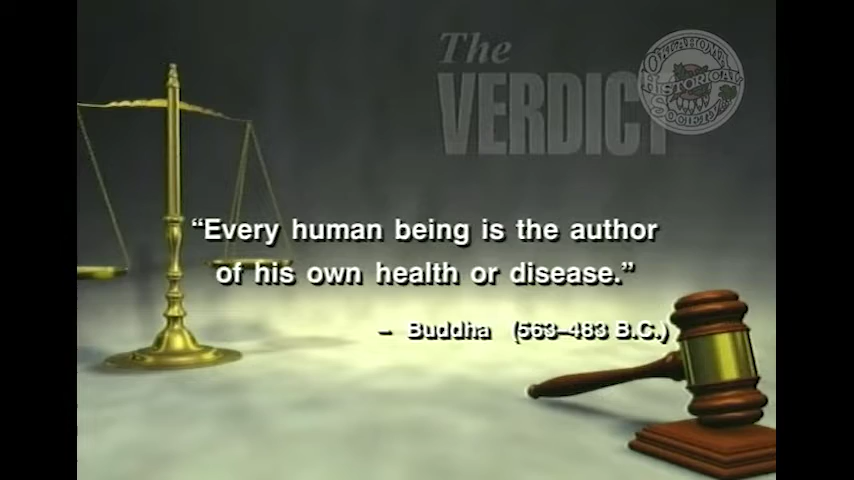 The
VERDICT
OKLAHOMA
HISTORICAL
SOCIETY
“Every human being is the author
of his own health or disease.”
– Buddha (563–483 B.C.)